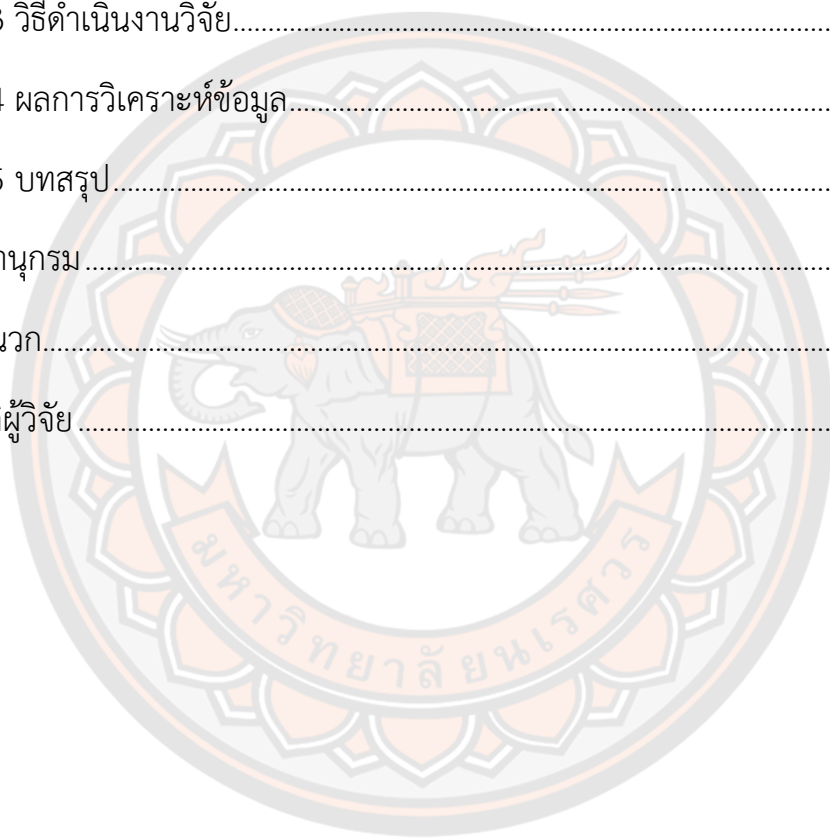 3 วิธีดำเนินงานวิจัย
4 ผลการวิเคราะห์ข้อมูล
5 บทสรุป
านุกรม
นวก
ผู้วิจัย
มหาวิทยาลัยนเรศวร